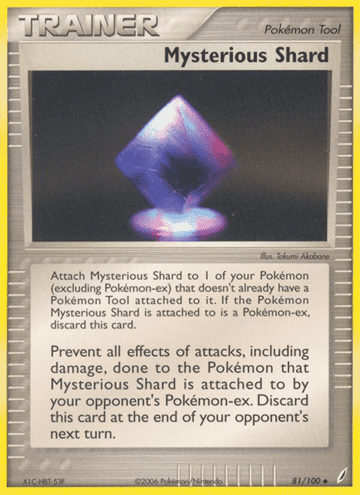 TRAINER
Pokémon Tool
Mysterious Shard
Illus. Takumi Akabane
Attach Mysterious Shard to 1 of your Pokémon
(excluding Pokémon-ex) that doesn't already have a
Pokémon Tool attached to it. If the Pokémon
Mysterious Shard is attached to is a Pokémon-ex,
discard this card.
Prevent all effects of attacks, including
damage, done to the Pokémon that
Mysterious Shard is attached to by
your opponent's Pokémon-ex. Discard
this card at the end of your opponent's
next turn.
X1C-HBT-53F
©2006 Pokémon/Nintendo
81/100 ◆